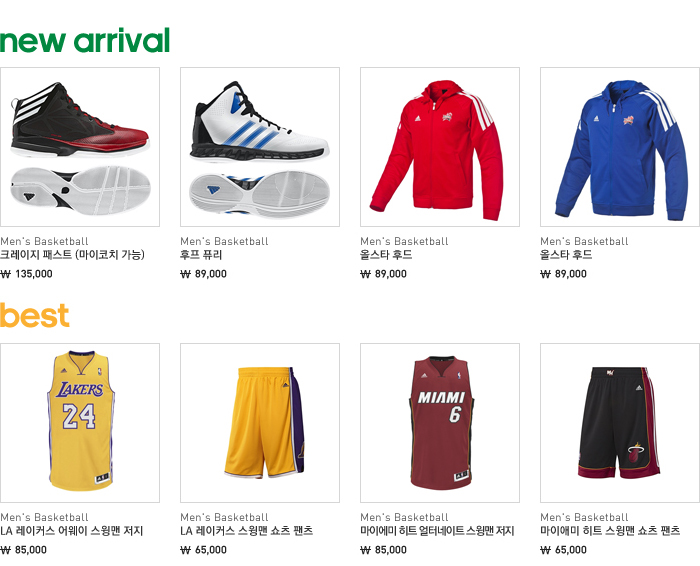 new arrival
Men's Basketball
크레이지 패스트 (마이코치 가능)
₩ 135,000
Men's Basketball
후프 퓨리
₩ 89,000
Men's Basketball
올스타 후드
₩ 89,000
Men's Basketball
올스타 후드
₩ 89,000
best
LAKERS
24
MIAMI
6
Men's Basketball
LA 레이커스 어웨이 스윙맨 저지
₩ 85,000
Men's Basketball
LA 레이커스 스윙맨 쇼츠 팬츠
₩ 65,000
Men's Basketball
마이에미 히트 얼터네이트 스윙맨 저지
₩ 85,000
Men's Basketball
마이애미 히트 스윙맨 쇼츠 팬츠
₩ 65,000